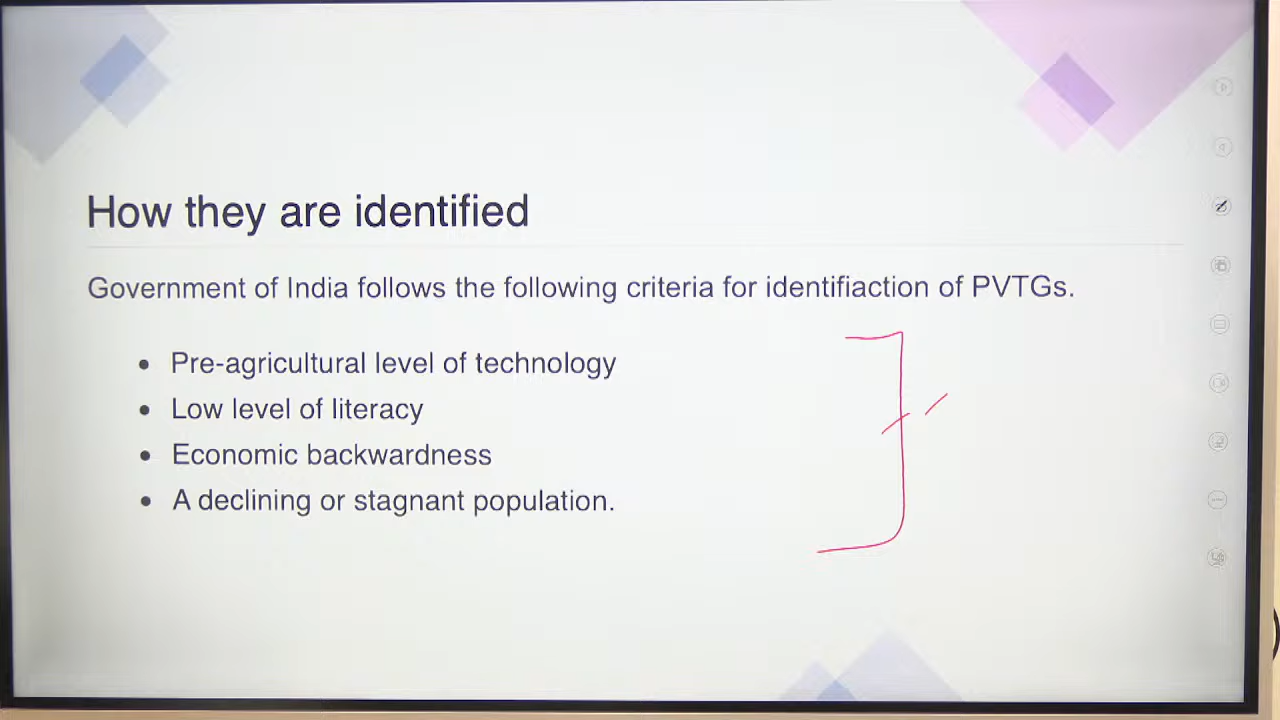 How they are identified
Government of India follows the following criteria for identifiaction of PVTGs.
• Pre-agricultural level of technology
• Low level of literacy
• Economic backwardness
• A declining or stagnant population.